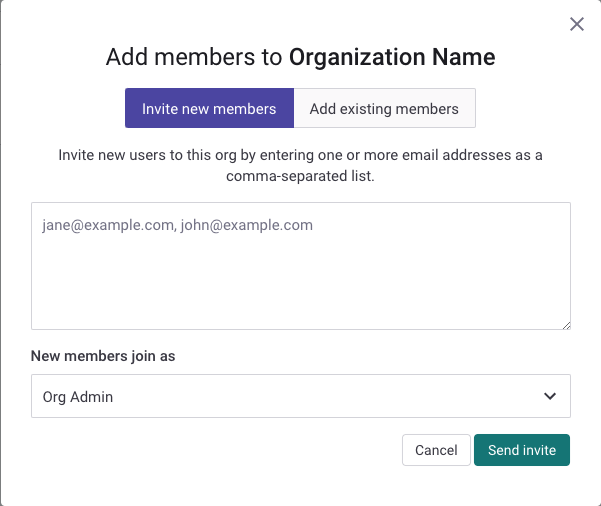 Add members to Organization Name
Invite new members
Add existing members
Invite new users to this org by entering one or more email addresses as a
comma-separated list.
jane@example.com, john@example.com
New members join as
Org Admin
Cancel
Send invite